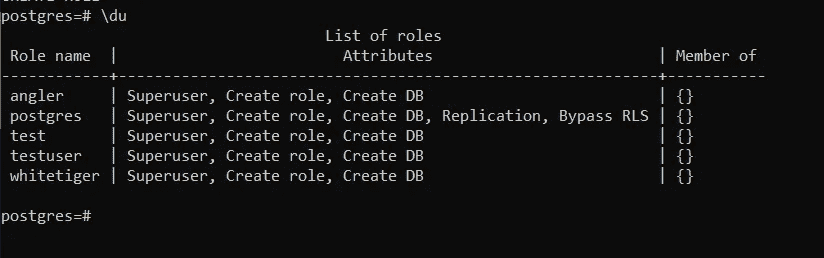 postgres=# \du
                                   List of roles
 Role name  |                            Attributes                            | Member of
------------+------------------------------------------------------------------+-----------
 angler     | Superuser, Create role, Create DB                                | {}
 postgres   | Superuser, Create role, Create DB, Replication, Bypass RLS | {}
 test       | Superuser, Create role, Create DB                                | {}
 testuser   | Superuser, Create role, Create DB                                | {}
 whitetiger | Superuser, Create role, Create DB                                | {}
postgres=#